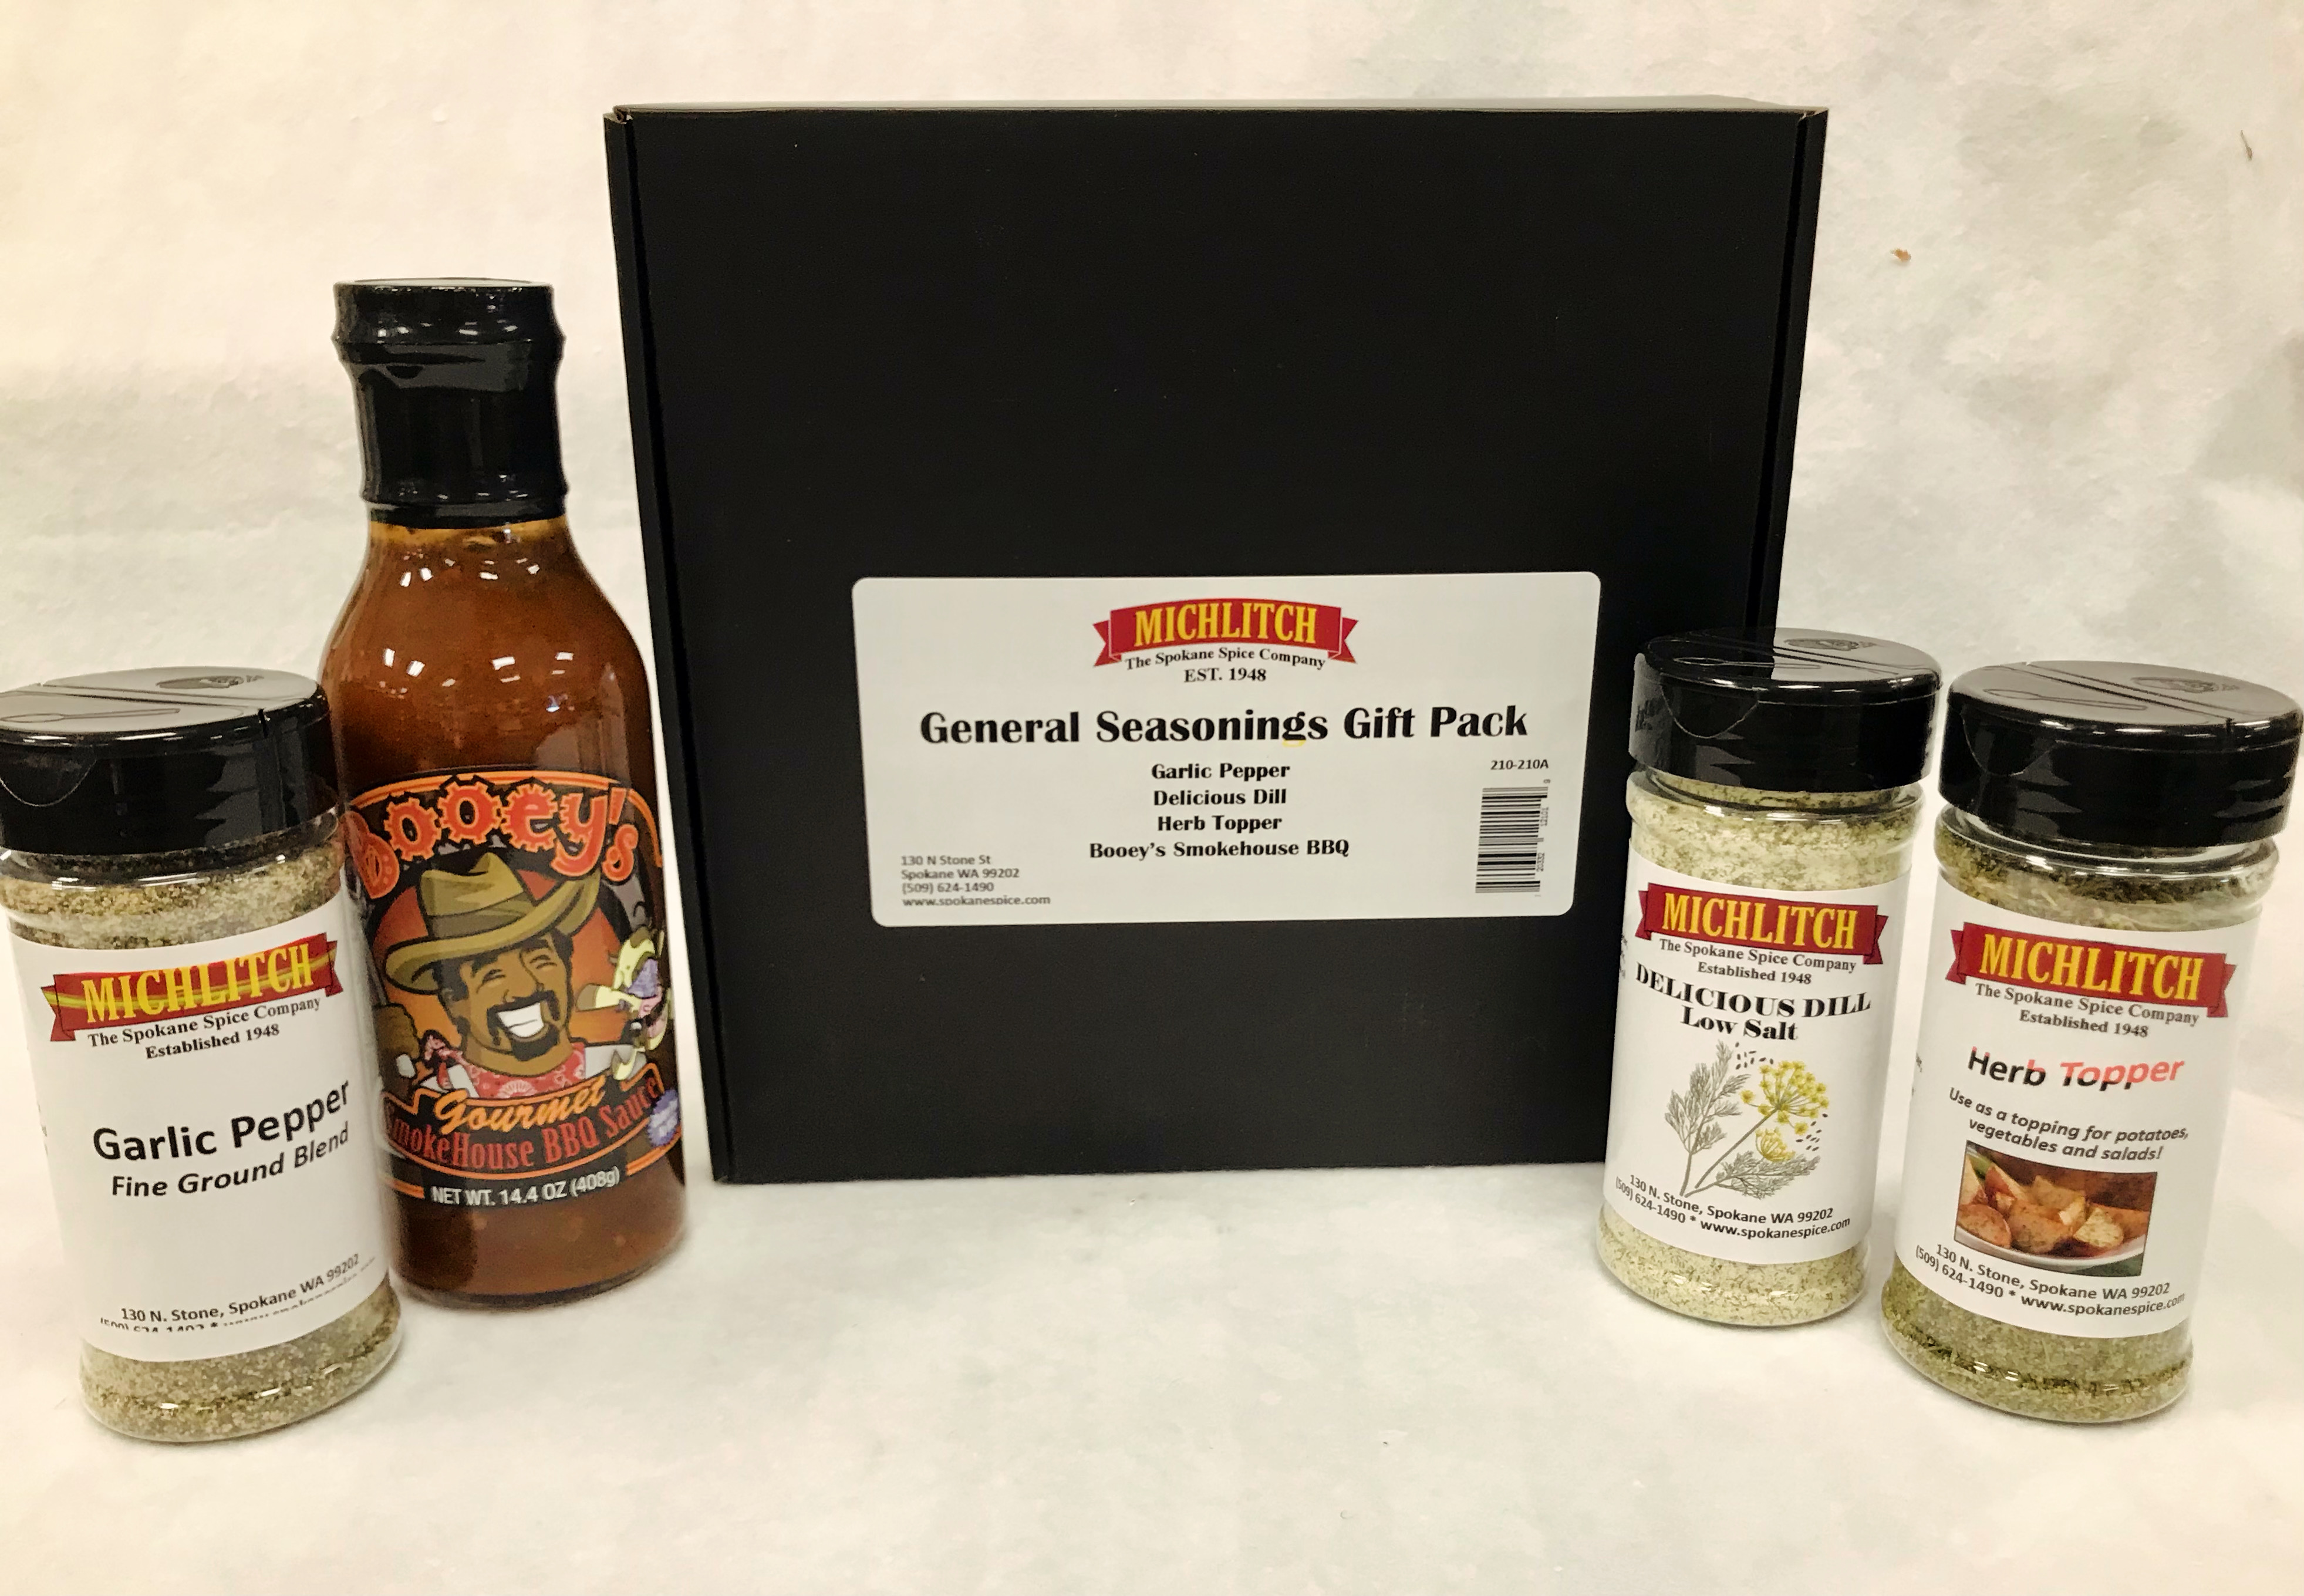 MICHLITCH
The Spokane Spice Company
EST. 1948
General Seasonings Gift Pack
Garlic Pepper
Delicious Dill
Herb Topper
Booey's Smokehouse BBQ
210-210A
130 N Stone St
Spokane WA 99202
(509) 624-1490
www.spokanespice.com
MICHLITCH
The Spokane Spice Company
Established 1948
Garlic Pepper
Fine Ground Blend
130 N. Stone, Spokane WA 99202
Booey's
Gourmet
SmokeHouse BBQ Sauce
NET WT. 14.4 OZ (408g)
MICHLITCH
The Spokane Spice Company
Established 1948
DELICIOUS DILL
Low Salt
130 N. Stone, Spokane WA 99202
(509) 624-1490 * www.spokanespice.com
MICHLITCH
The Spokane Spice Company
Established 1948
Herb Topper
Use as a topping for potatoes,
vegetables and salads!
130 N. Stone, Spokane WA 99202
(509) 624-1490 * www.spokanespice.com